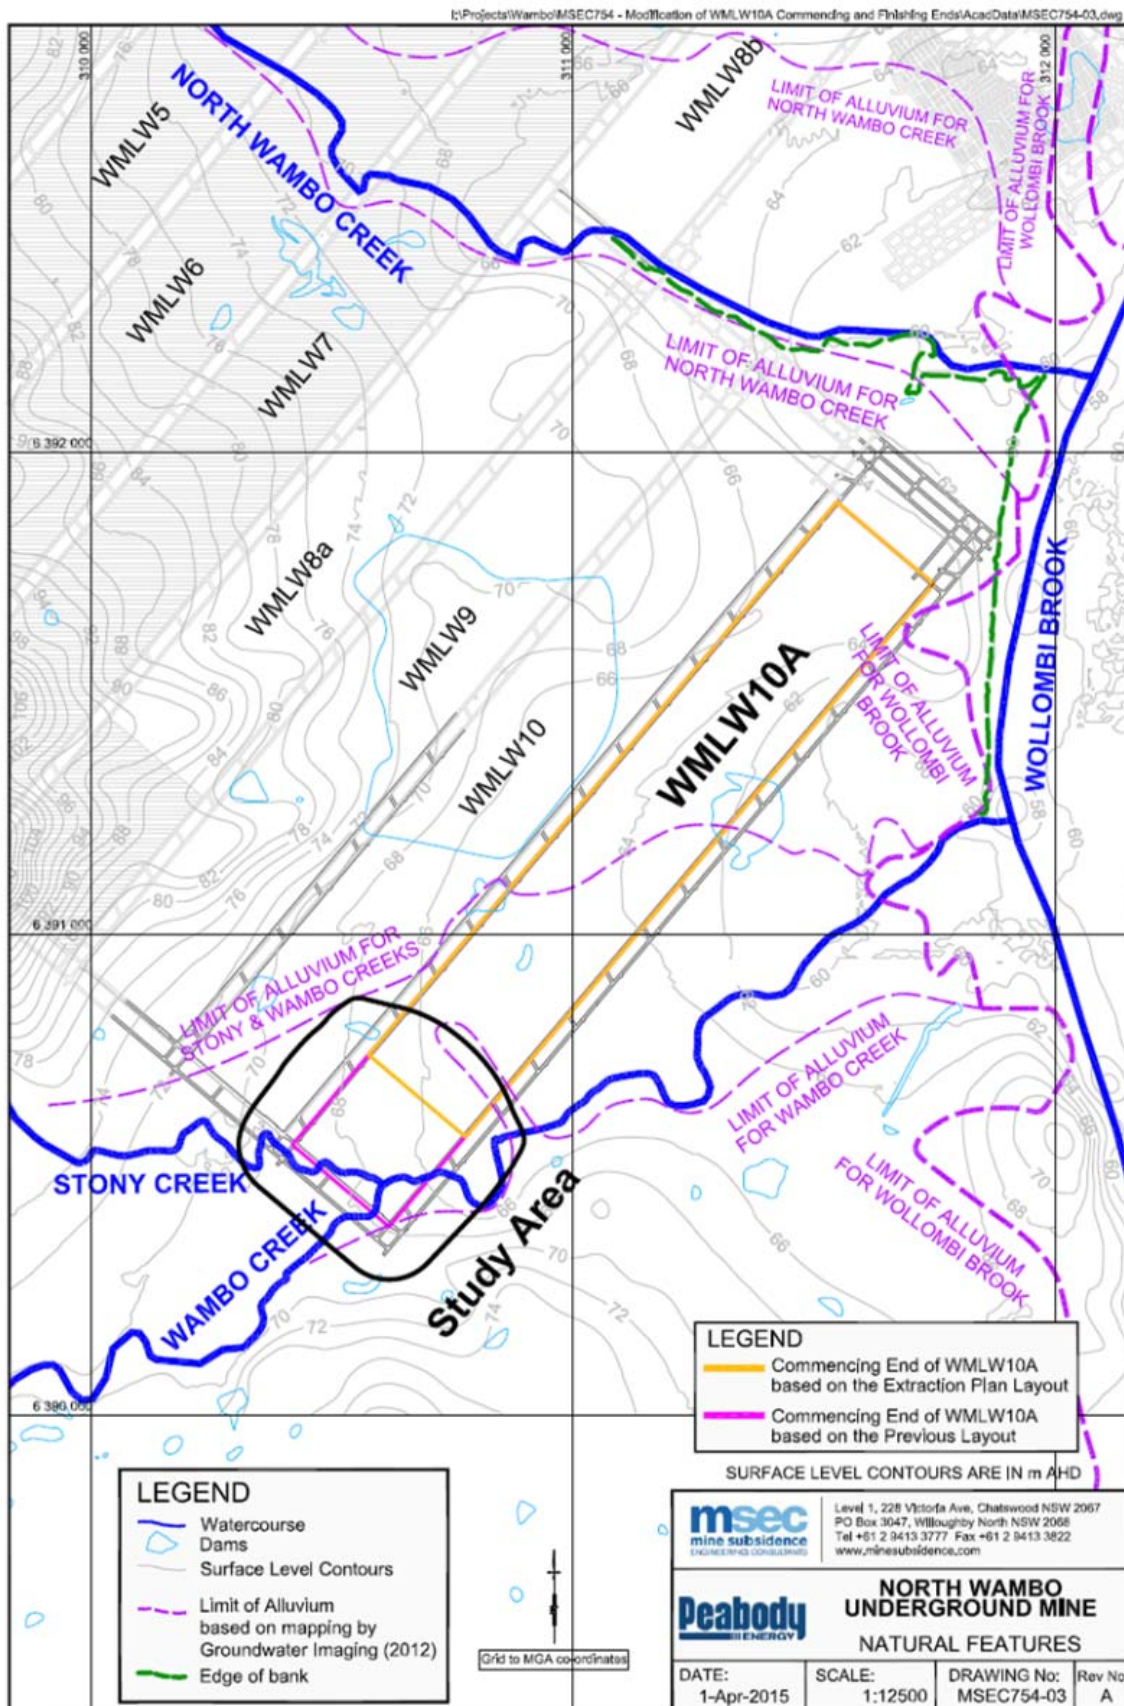 I:\Projects\Wambo\MSEC754 - Modification of WMLW10A Commencing and Finishing Ends\AcadData\MSEC754-03.dwg
310 000
311 000
312 000
WMLW5
NORTH WAMBO CREEK
WMLW8b
LIMIT OF ALLUVIUM FOR
NORTH WAMBO CREEK
LIMIT OF ALLUVIUM FOR
WOLLOMBI BROOK
WMLW6
WMLW7
LIMIT OF ALLUVIUM FOR
NORTH WAMBO CREEK
6 392 000
WMLW8a
WMLW9
WMLW10
WMLW10A
LIMIT OF ALLUVIUM
FOR WOLLOMBI
BROOK
WOLLOMBI BROOK
6 391 000
LIMIT OF ALLUVIUM FOR
STONY & WAMBO CREEKS
LIMIT OF ALLUVIUM
FOR WAMBO CREEK
STONY CREEK
WAMBO CREEK
Study Area
LIMIT OF ALLUVIUM
FOR WOLLOMBI BROOK
6 390 000
LEGEND
Commencing End of WMLW10A
based on the Extraction Plan Layout
Commencing End of WMLW10A
based on the Previous Layout
SURFACE LEVEL CONTOURS ARE IN m AHD
LEGEND
Watercourse
Dams
Surface Level Contours
Limit of Alluvium
based on mapping by
Groundwater Imaging (2012)
Edge of bank
Grid to MGA co-ordinates
msec
mine subsidence
ENGINEERING CONSULTANTS
Level 1, 228 Victoria Ave, Chatswood NSW 2067
PO Box 3047, Willoughby North NSW 2068
Tel +61 2 9413 3777 Fax +61 2 9413 3822
www.minesubsidence.com
Peabody
ENERGY
NORTH WAMBO
UNDERGROUND MINE
NATURAL FEATURES
DATE:
1-Apr-2015
SCALE:
1:12500
DRAWING No:
MSEC754-03
Rev No
A